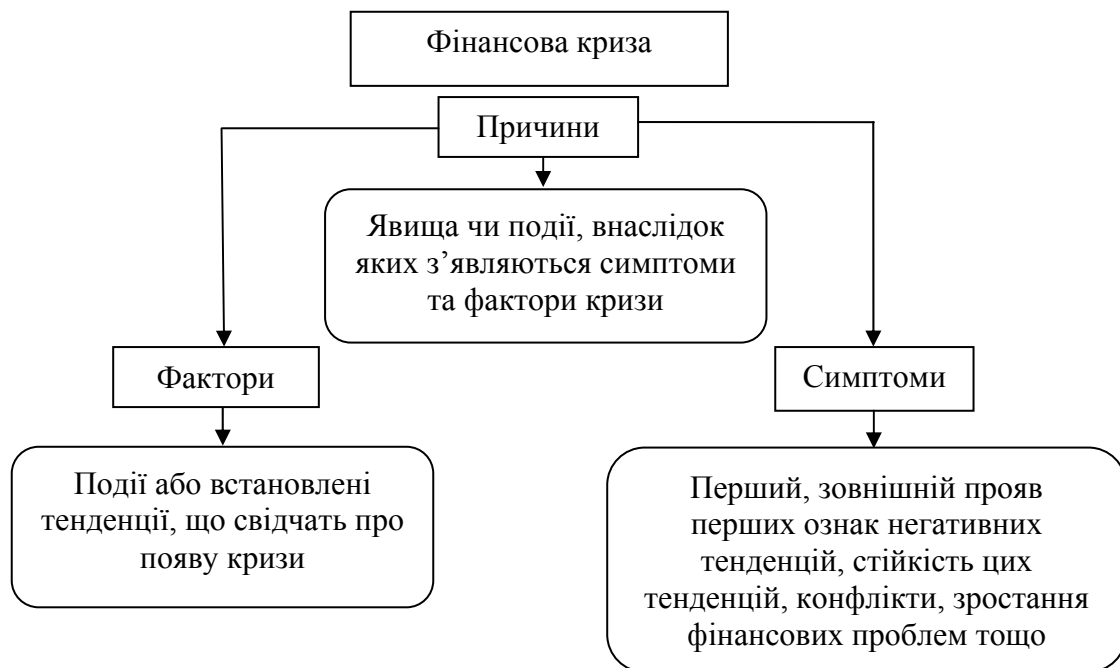 Фінансова криза
Причини
Явища чи події, внаслідок
яких з’являються симптоми
та фактори кризи
Фактори
Симптоми
Події або встановлені
тенденції, що свідчать про
появу кризи
Перший, зовнішній прояв
перших ознак негативних
тенденцій, стійкість цих
тенденцій, конфлікти, зростання
фінансових проблем тощо